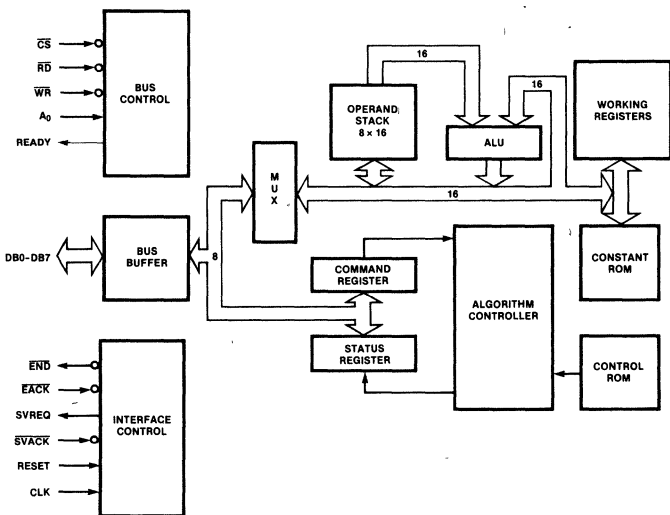 CS
RD
WR
A0
READY
BUS
CONTROL
16
OPERAND
STACK
8 × 16
ALU
16
WORKING
REGISTERS
MUX
16
DB0-DB7
BUS
BUFFER
8
COMMAND
REGISTER
STATUS
REGISTER
ALGORITHM
CONTROLLER
CONSTANT
ROM
CONTROL
ROM
END
EACK
SVREQ
SVACK
RESET
CLK
INTERFACE
CONTROL